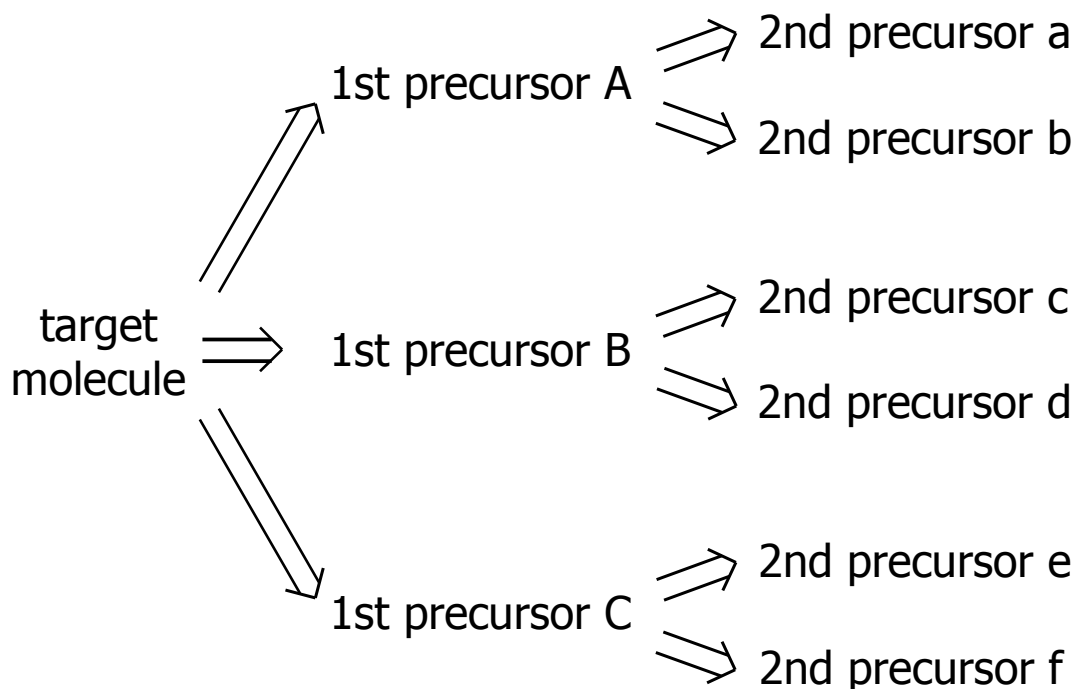 2nd precursor a
1st precursor A
2nd precursor b
2nd precursor c
target
molecule
1st precursor B
2nd precursor d
2nd precursor e
1st precursor C
2nd precursor f